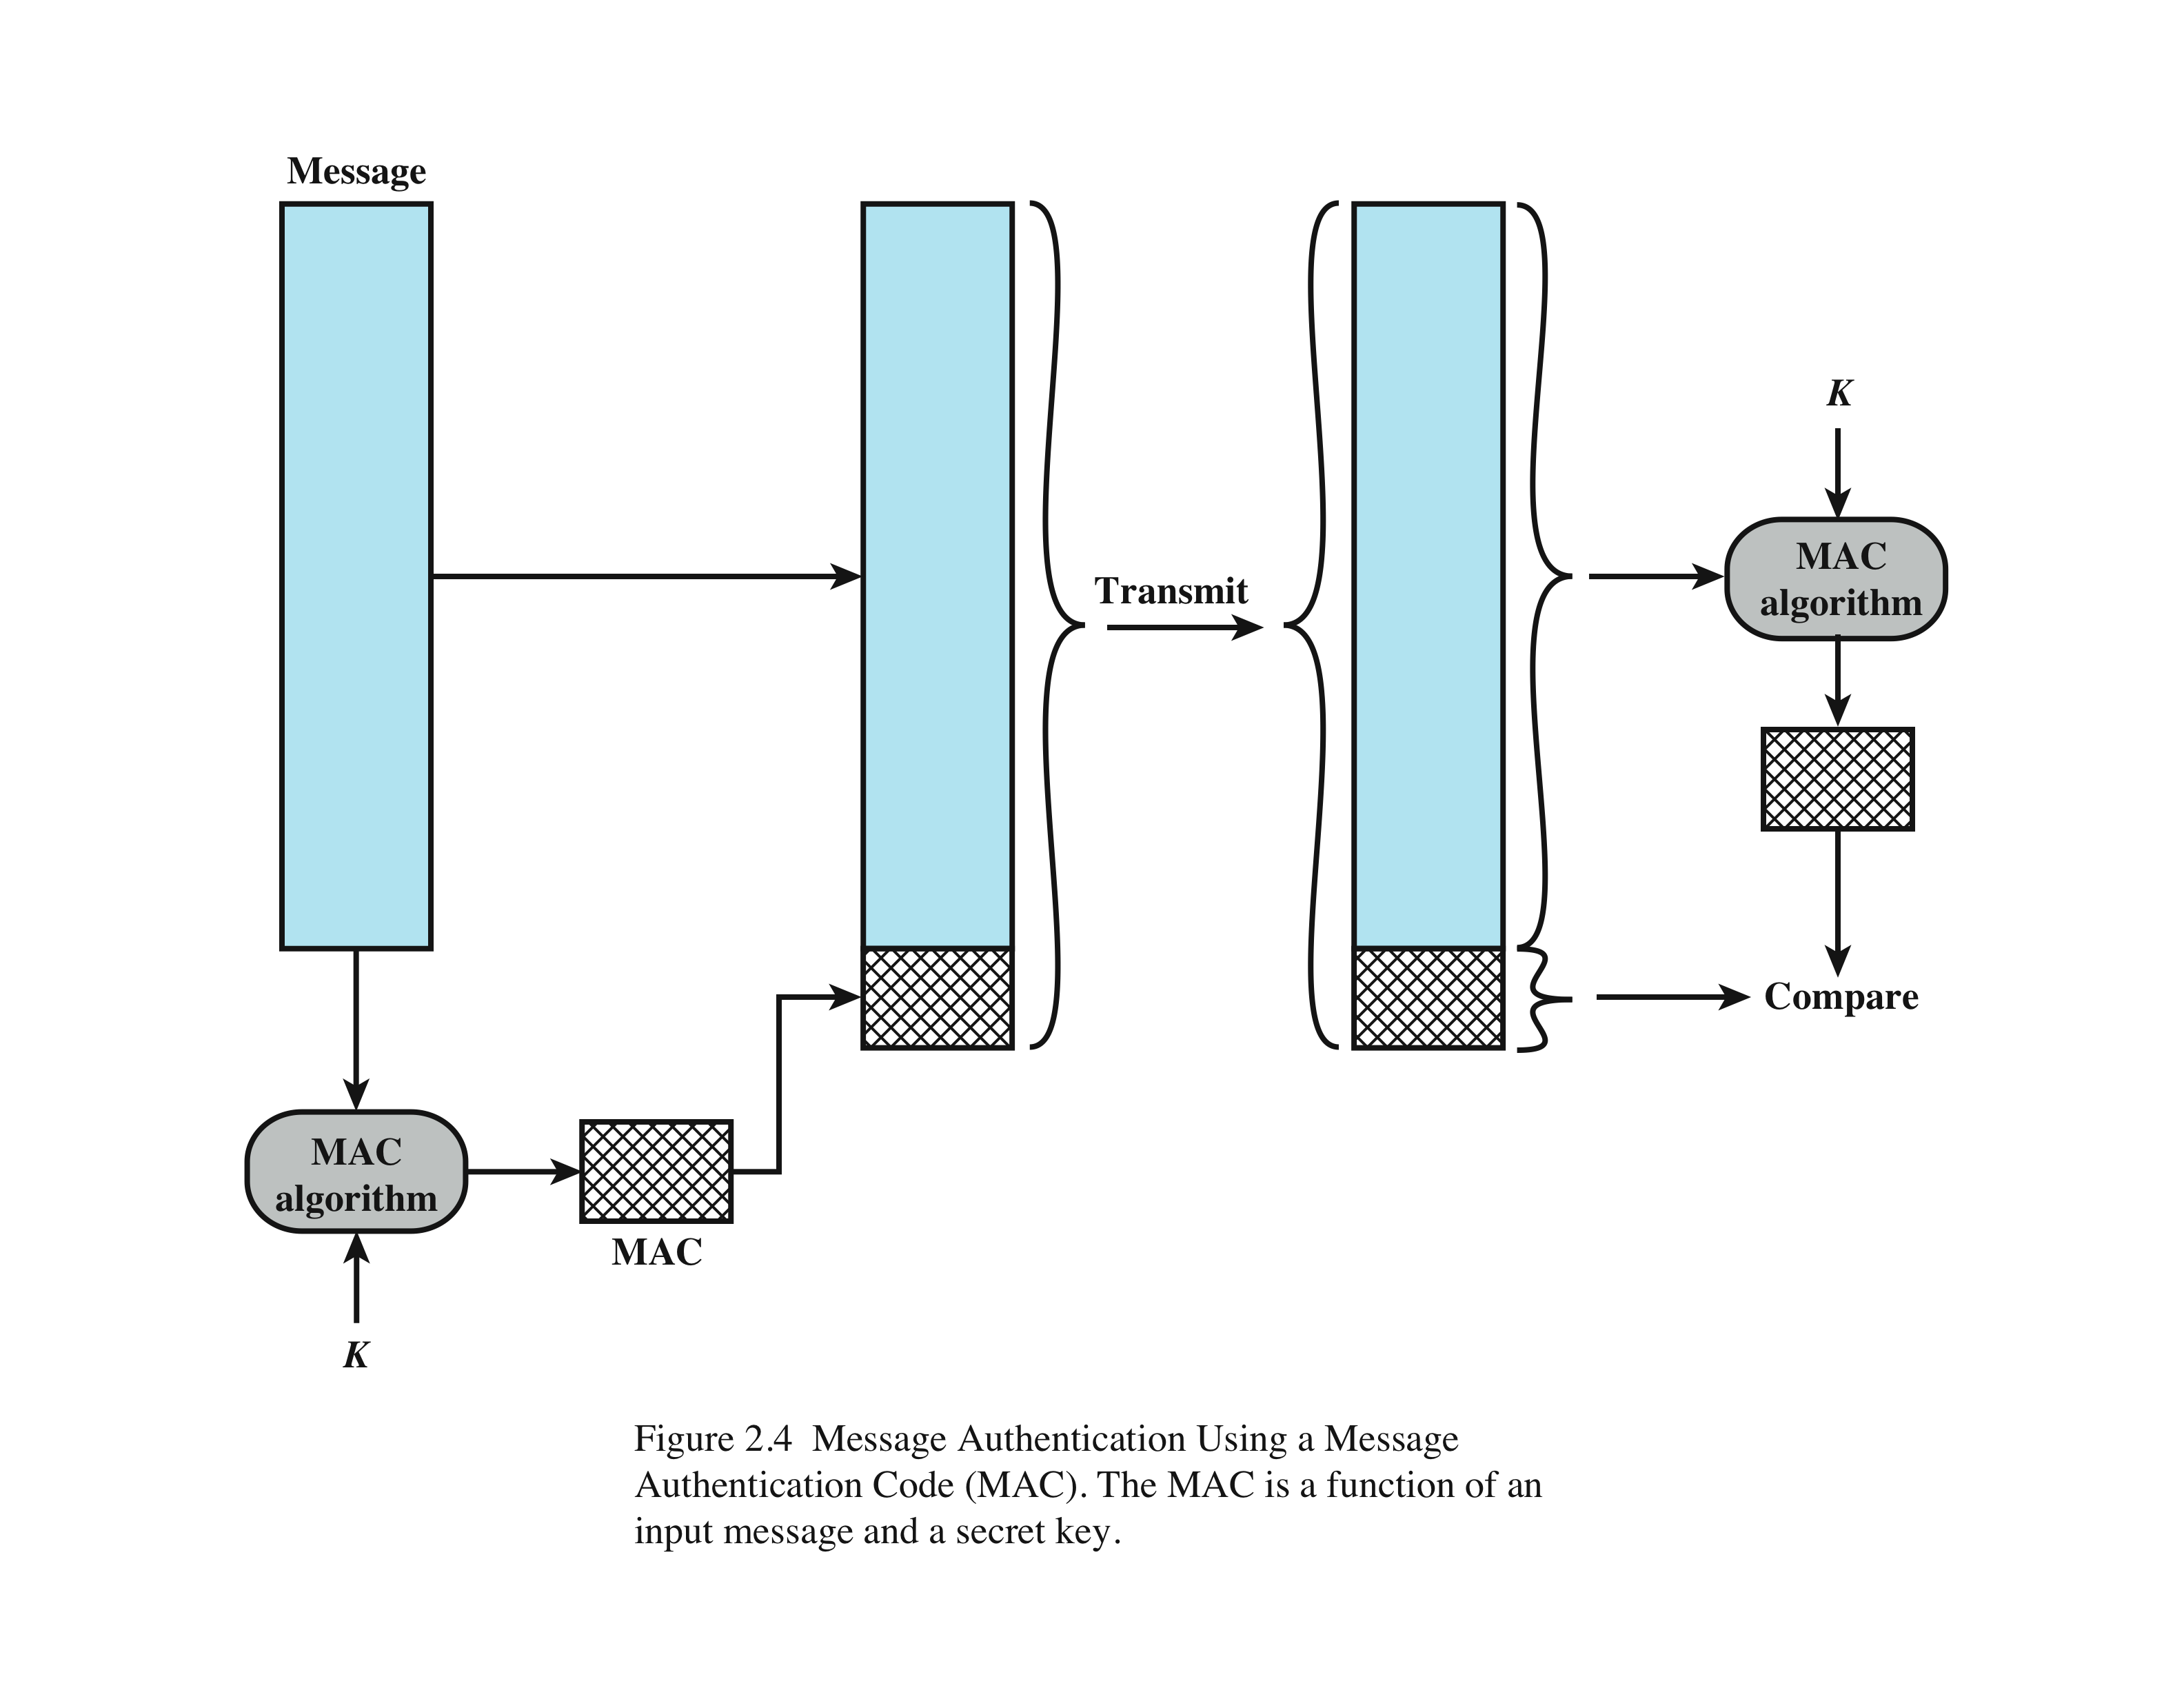 Message
K
Transmit
MAC
algorithm
Compare
MAC
algorithm
MAC
K
Figure 2.4  Message Authentication Using a Message
Authentication Code (MAC). The MAC is a function of an
input message and a secret key.